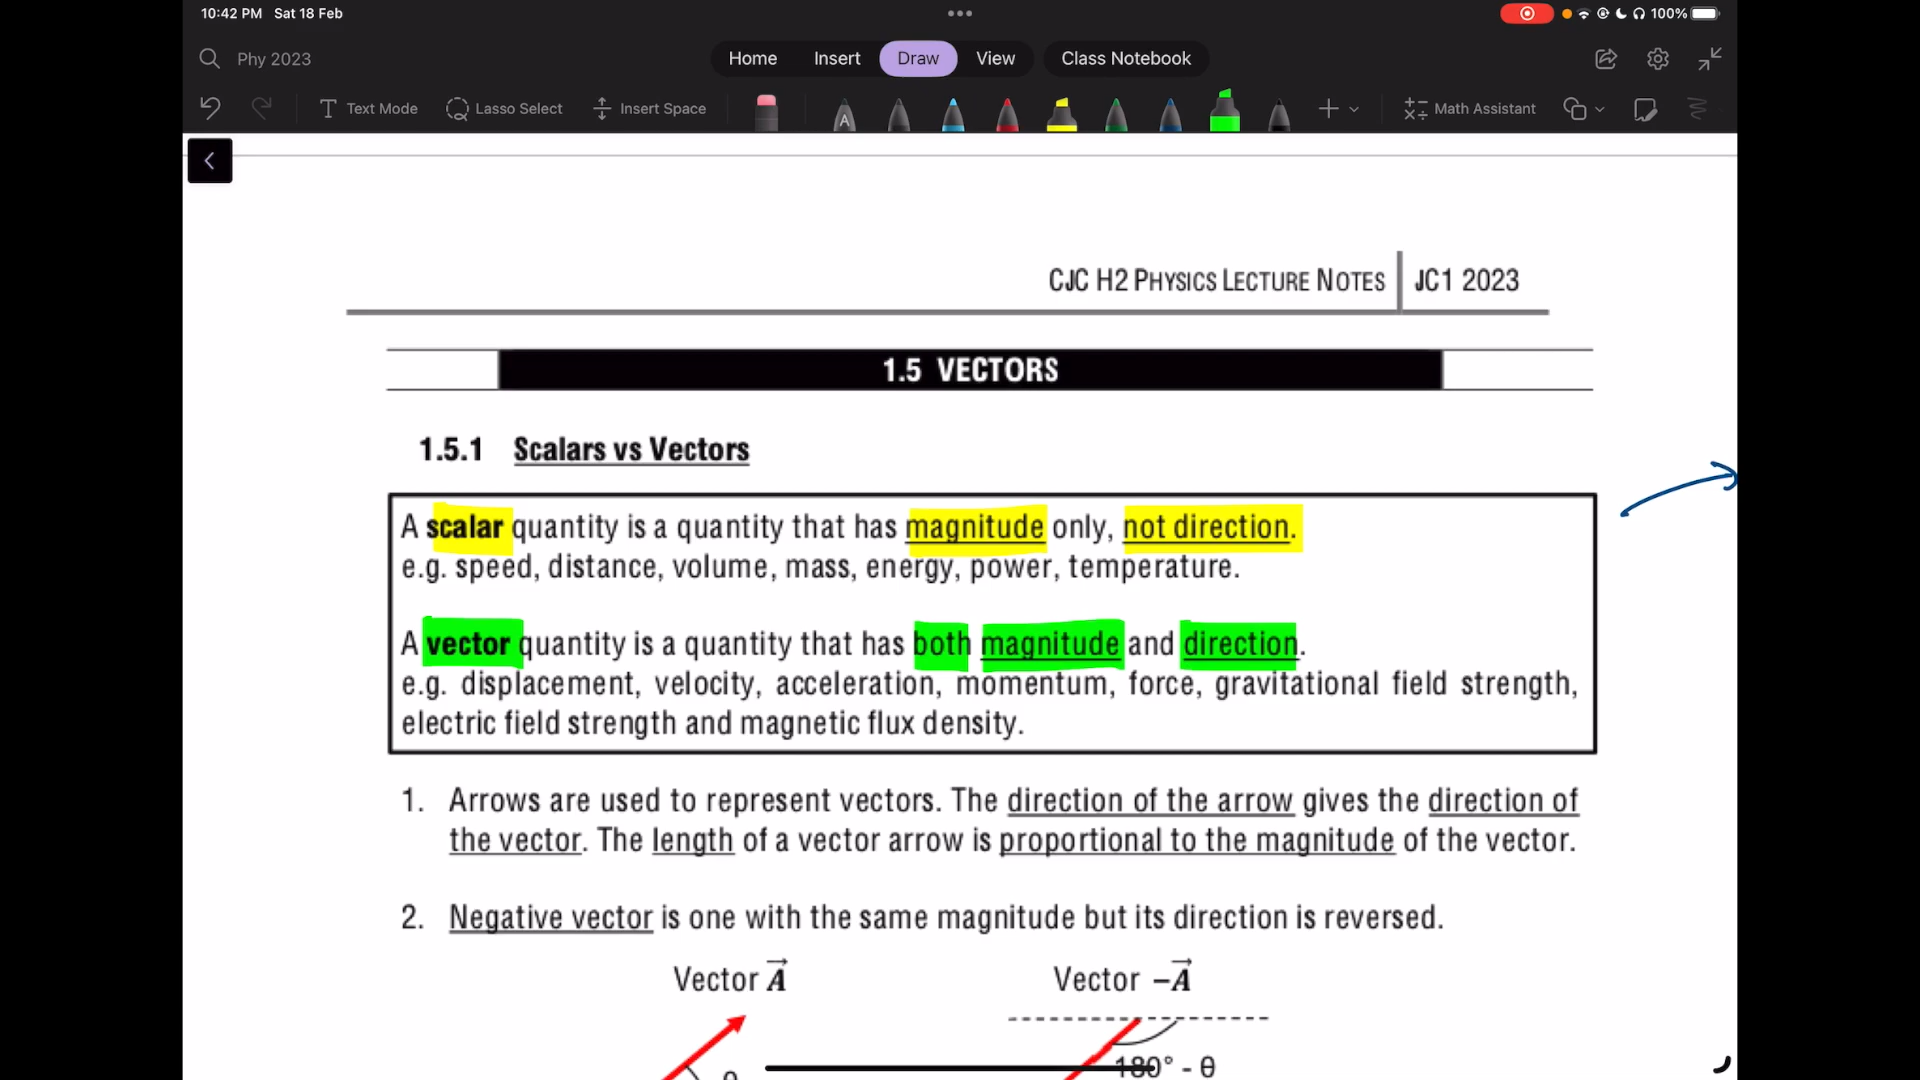 10:42 PM Sat 18 Feb
100%
Phy 2023
Home Insert Draw View Class Notebook
Text Mode Lasso Select Insert Space A Math Assistant
CJC H2 PHYSICS LECTURE NOTES JC1 2023
1.5 VECTORS
1.5.1 Scalars vs Vectors
A scalar quantity is a quantity that has magnitude only, not direction.
e.g. speed, distance, volume, mass, energy, power, temperature.
A vector quantity is a quantity that has both magnitude and direction.
e.g. displacement, velocity, acceleration, momentum, force, gravitational field strength,
electric field strength and magnetic flux density.
1. Arrows are used to represent vectors. The direction of the arrow gives the direction of
the vector. The length of a vector arrow is proportional to the magnitude of the vector.
2. Negative vector is one with the same magnitude but its direction is reversed.
Vector A⃗ Vector −A⃗
180° - θ